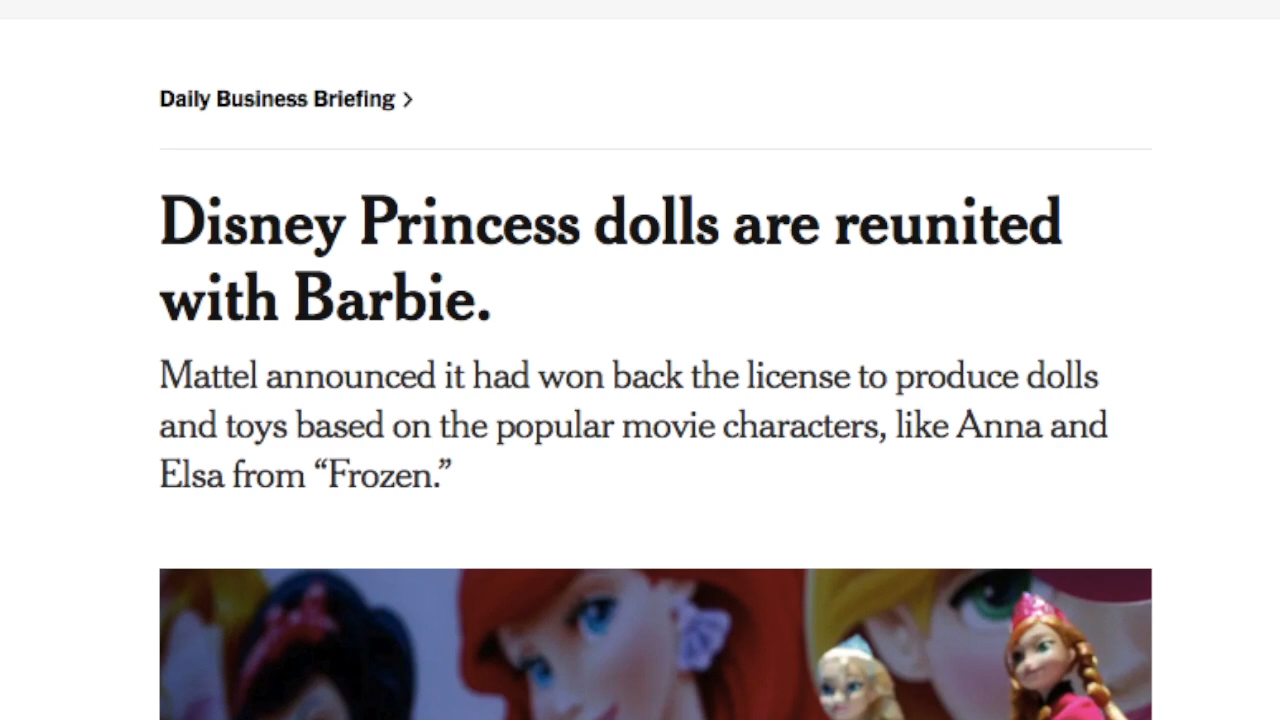 Daily Business Briefing >
Disney Princess dolls are reunited
with Barbie.
Mattel announced it had won back the license to produce dolls
and toys based on the popular movie characters, like Anna and
Elsa from “Frozen.”